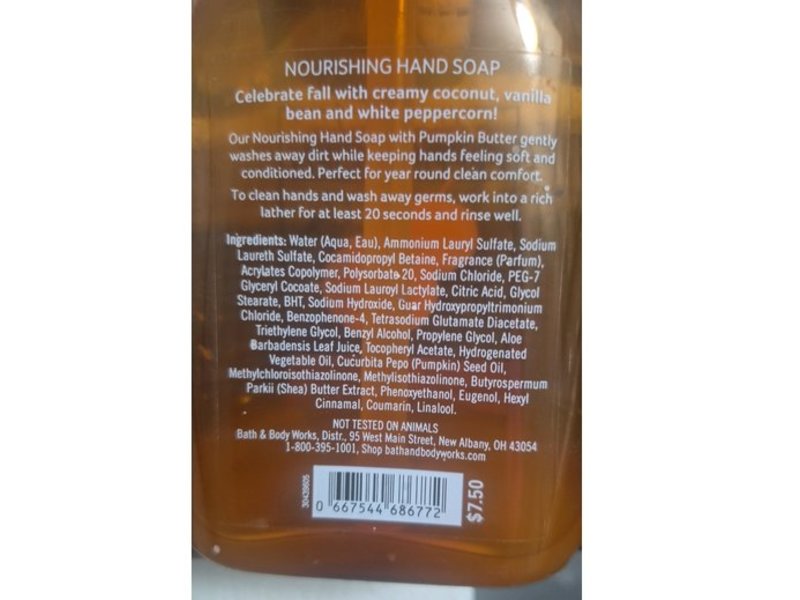 NOURISHING HAND SOAP
Celebrate fall with creamy coconut, vanilla
bean and white peppercorn!
Our Nourishing Hand Soap with Pumpkin Butter gently
washes away dirt while keeping hands feeling soft and
conditioned. Perfect for year round clean comfort.
To clean hands and wash away germs, work into a rich
lather for at least 20 seconds and rinse well.
Ingredients: Water (Aqua, Eau), Ammonium Lauryl Sulfate, Sodium
Laureth Sulfate, Cocamidopropyl Betaine, Fragrance (Parfum),
Acrylates Copolymer, Polysorbate 20, Sodium Chloride, PEG-7
Glyceryl Cocoate, Sodium Lauroyl Lactylate, Citric Acid, Glycol
Stearate, BHT, Sodium Hydroxide, Guar Hydroxypropyltrimonium
Chloride, Benzophenone-4, Tetrasodium Glutamate Diacetate,
Triethylene Glycol, Benzyl Alcohol, Propylene Glycol, Aloe
Barbadensis Leaf Juice, Tocopheryl Acetate, Hydrogenated
Vegetable Oil, Cucurbita Pepo (Pumpkin) Seed Oil,
Methylchloroisothiazolinone, Methylisothiazolinone, Butyrospermum
Parkii (Shea) Butter Extract, Phenoxyethanol, Eugenol, Hexyl
Cinnamal, Coumarin, Linalool.
NOT TESTED ON ANIMALS
Bath & Body Works, Distr., 95 West Main Street, New Albany, OH 43054
1-800-395-1001, Shop bathandbodyworks.com
30439805
0 667544 686772
$7.50